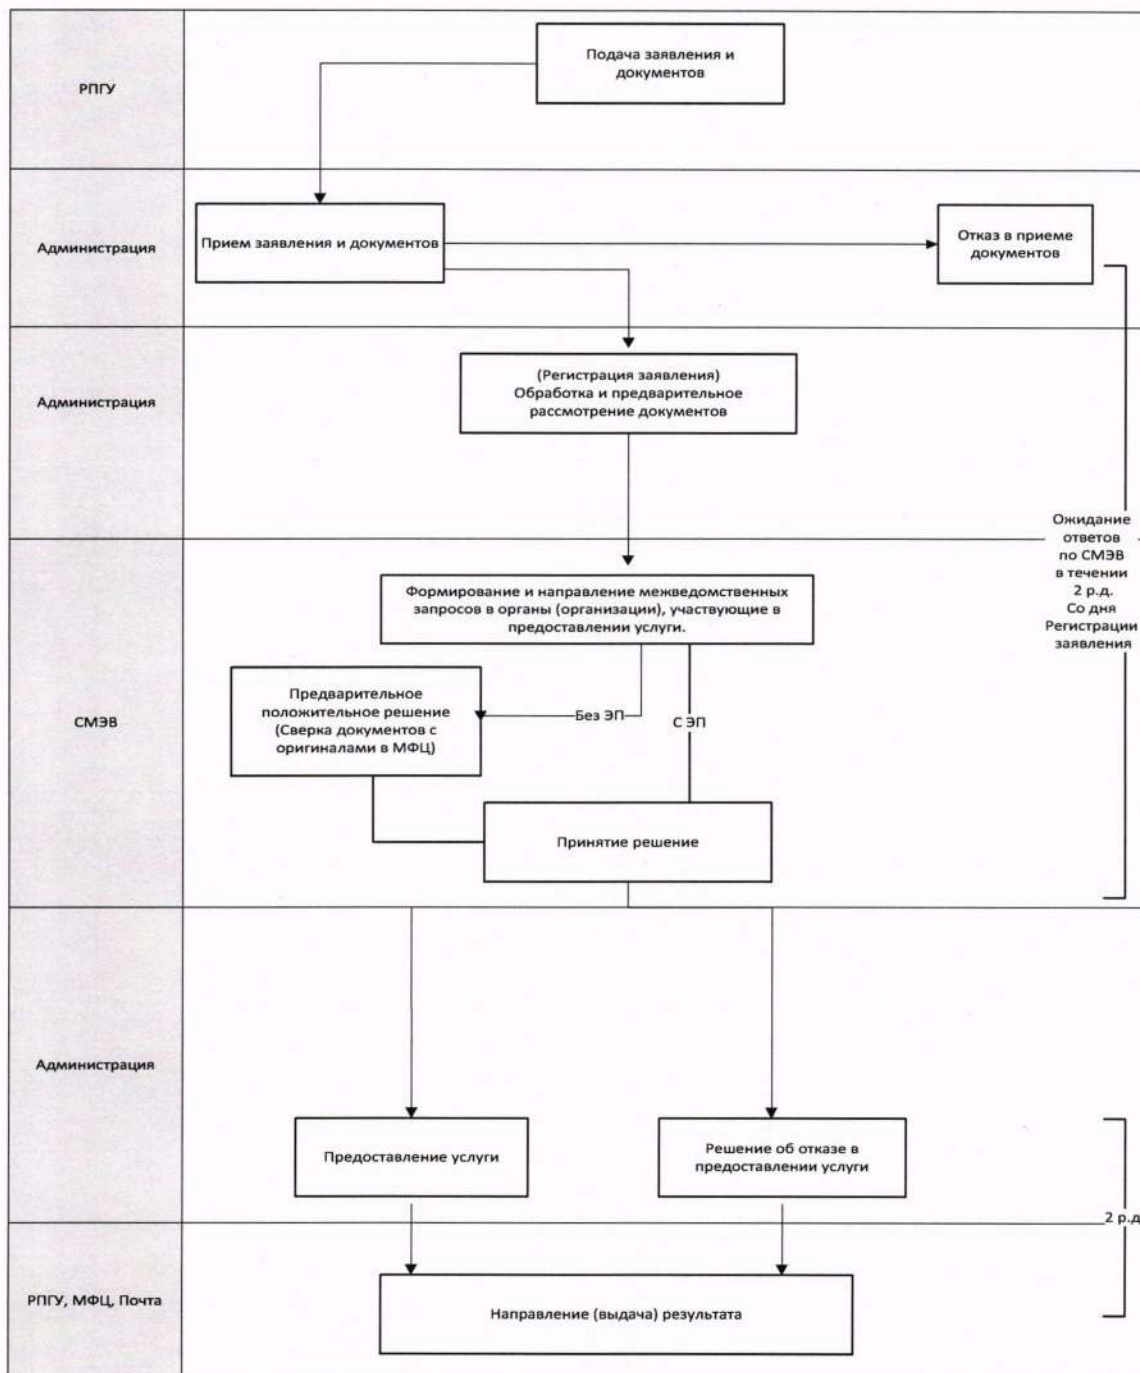 РПГУ
Подача заявления и
документов
Администрация
Прием заявления и документов
Отказ в приеме
документов
Администрация
(Регистрация заявления)
Обработка и предварительное
рассмотрение документов
Ожидание
ответов
по СМЭВ
в течении
2 р.д.
Со дня
Регистрации
заявления
СМЭВ
Формирование и направление межведомственных
запросов в органы (организации), участвующие в
предоставлении услуги.
Предварительное
положительное решение
(Сверка документов с
оригиналами в МФЦ)
Без ЭП
С ЭП
Принятие решение
Администрация
Предоставление услуги
Решение об отказе в
предоставлении услуги
2 р.д
РПГУ, МФЦ, Почта
Направление (выдача) результата